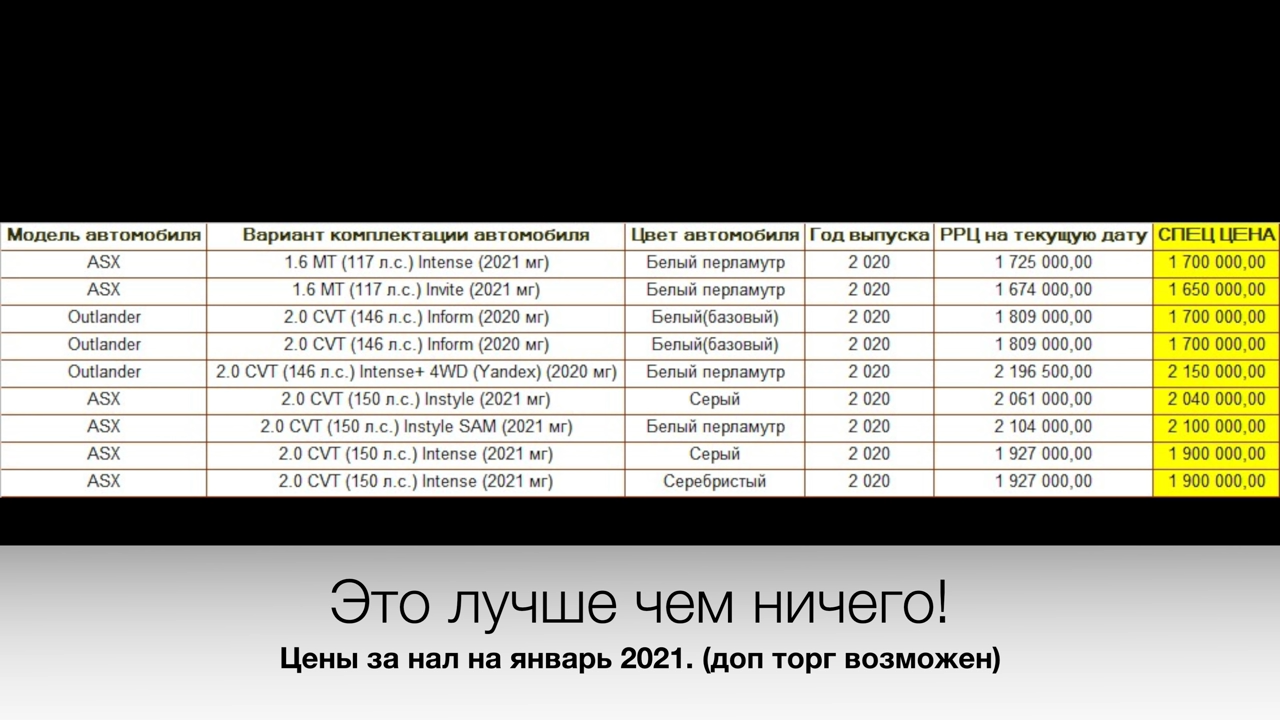 Модель автомобиля Вариант комплектации автомобиля Цвет автомобиля Год выпуска РРЦ на текущую дату СПЕЦ ЦЕНА
ASX 1.6 MT (117 л.с.) Intense (2021 мг) Белый перламутр 2 020 1 725 000,00 1 700 000,00
ASX 1.6 MT (117 л.с.) Invite (2021 мг) Белый перламутр 2 020 1 674 000,00 1 650 000,00
Outlander 2.0 CVT (146 л.с.) Inform (2020 мг) Белый(базовый) 2 020 1 809 000,00 1 700 000,00
Outlander 2.0 CVT (146 л.с.) Inform (2020 мг) Белый(базовый) 2 020 1 809 000,00 1 700 000,00
Outlander 2.0 CVT (146 л.с.) Intense+ 4WD (Yandex) (2020 мг) Белый перламутр 2 020 2 196 500,00 2 150 000,00
ASX 2.0 CVT (150 л.с.) Instyle (2021 мг) Серый 2 020 2 061 000,00 2 040 000,00
ASX 2.0 CVT (150 л.с.) Instyle SAM (2021 мг) Белый перламутр 2 020 2 104 000,00 2 100 000,00
ASX 2.0 CVT (150 л.с.) Intense (2021 мг) Серый 2 020 1 927 000,00 1 900 000,00
ASX 2.0 CVT (150 л.с.) Intense (2021 мг) Серебристый 2 020 1 927 000,00 1 900 000,00
Это лучше чем ничего!
Цены за нал на январь 2021. (доп торг возможен)